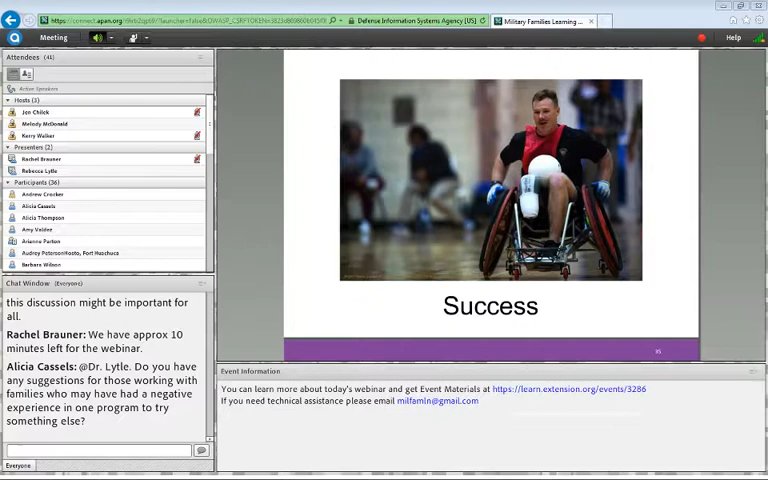 Defense Information Systems Agency [US]
Military Families Learning ...
Meeting
Help
Attendees (41)
Active Speakers
Hosts (3)
Jen Chilek
Melody McDonald
Kerry Walker
Presenters (2)
Rachel Brauner
Rebecca Lytle
Participants (36)
Andrew Crocker
Alicia Cassels
Alicia Thompson
Amy Valdez
Arianna Parton
Audrey PetersonHosto, Fort Huachuca
Barbara Wilson
Chat Window (Everyone)
this discussion might be important for
all.
Rachel Brauner: We have approx 10
minutes left for the webinar.
Alicia Cassels: @Dr. Lytle. Do you have
any suggestions for those working with
families who may have had a negative
experience in one program to try
something else?
Everyone
Success
35
Event Information
You can learn more about today's webinar and get Event Materials at https://learn.extension.org/events/3286
If you need technical assistance please email milfamln@gmail.com